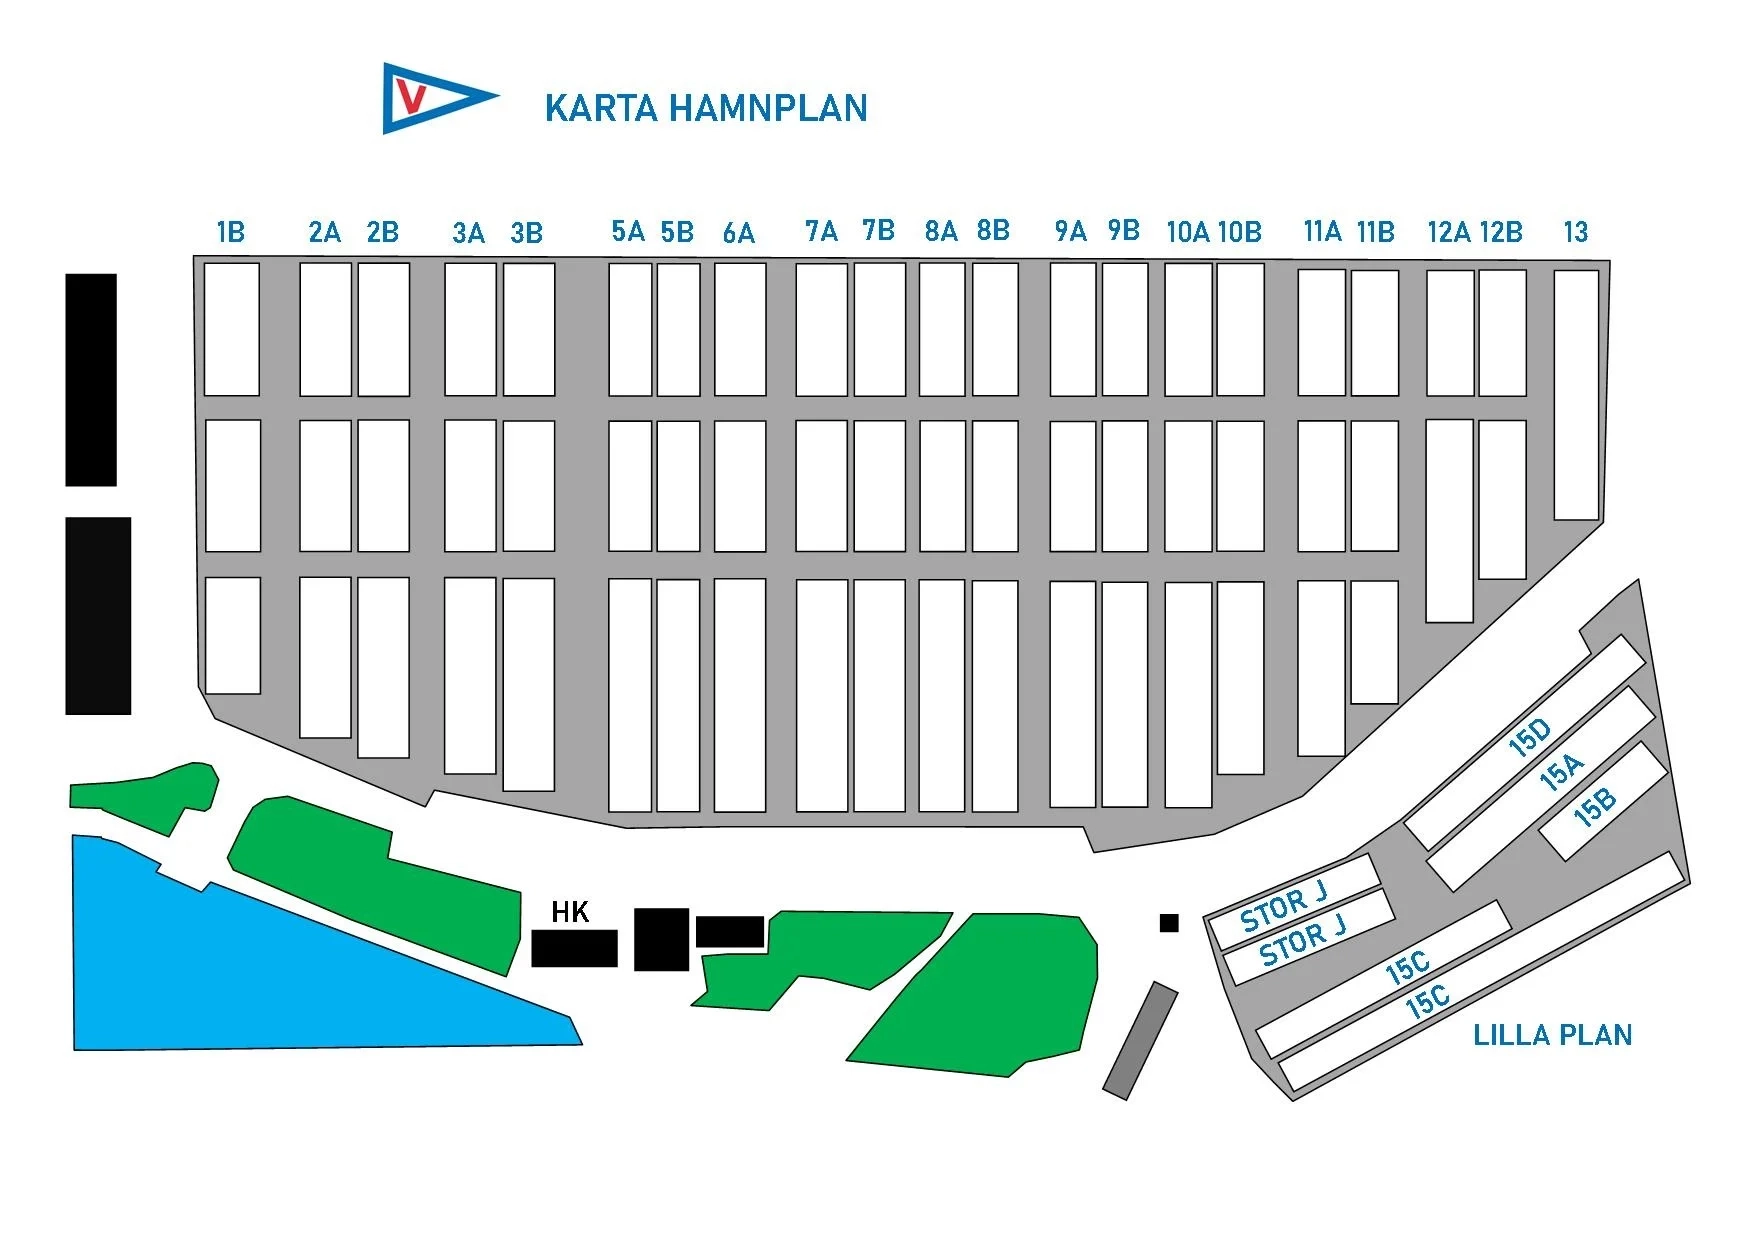 V
KARTA HAMNPLAN
1B 2A 2B 3A 3B 5A 5B 6A 7A 7B 8A 8B 9A 9B 10A 10B 11A 11B 12A 12B 13
15D
15A
15B
HK
STOR J
STOR J
15C
15C
LILLA PLAN